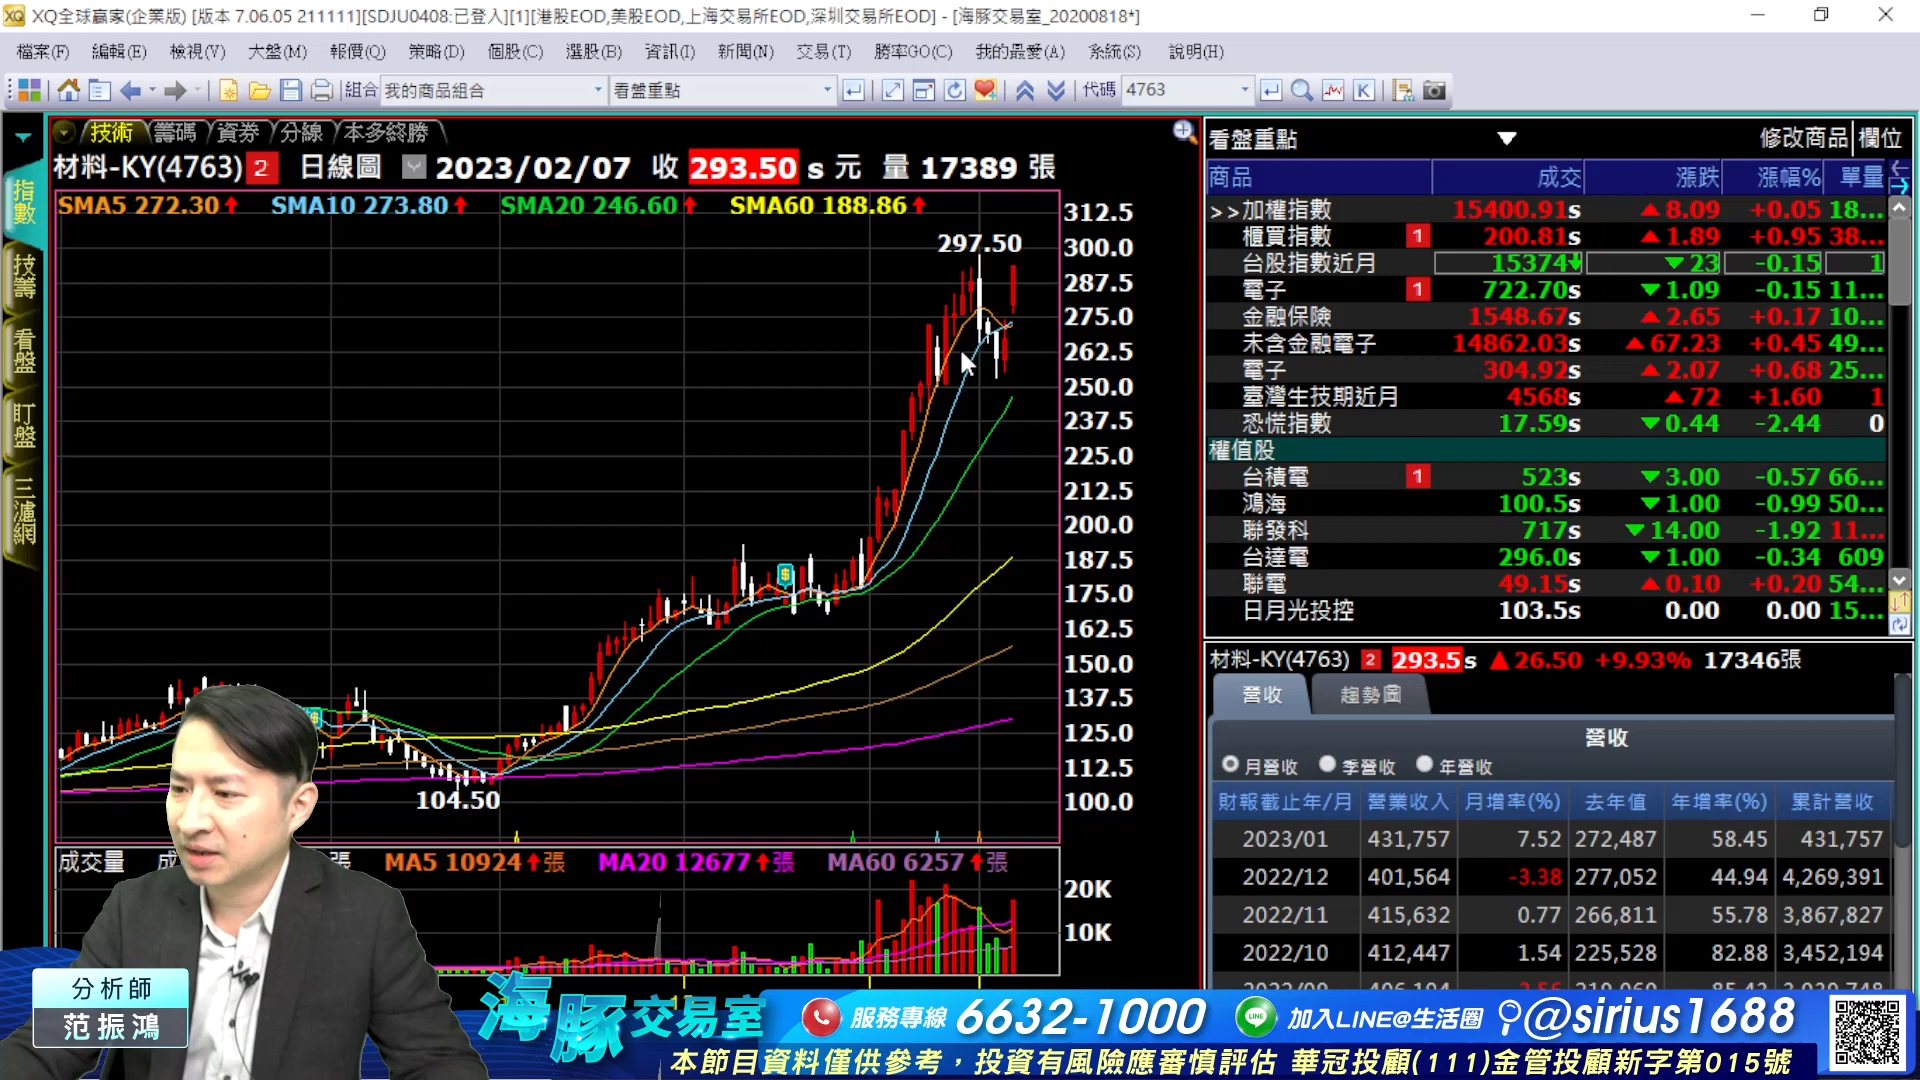 XQ全球贏家(企業版) [版本 7.06.05 211111][SDJU0408:已登入][1][港股EOD,美股EOD,上海交易所EOD,深圳交易所EOD] - [海豚交易室_20200818*]
檔案(F) 編輯(E) 檢視(V) 大盤(M) 報價(Q) 策略(D) 個股(C) 選股(B) 資訊(I) 新聞(N) 交易(T) 勝率GO(C) 我的最愛(A) 系統(S) 說明(H)
組合 我的商品組合 看盤重點 代碼 4763
技術 籌碼 資券 分線 本多終勝
材料-KY(4763) 2 日線圖 2023/02/07 收 293.50 s 元 量 17389 張
SMA5 272.30 SMA10 273.80 SMA20 246.60 SMA60 188.86
指數
技籌
看盤
盯盤
三濾網
297.50
104.50
312.5
300.0
287.5
275.0
262.5
250.0
237.5
225.0
212.5
200.0
187.5
175.0
162.5
150.0
137.5
125.0
112.5
100.0
成交量 成 張 MA5 10924 張 MA20 12677 張 MA60 6257 張
20K
10K
看盤重點 ▼ 修改商品 欄位
商品 成交 漲跌 漲幅% 單量
>>加權指數 15400.91s ▲8.09 +0.05 18...
櫃買指數 1 200.81s ▲1.89 +0.95 38...
台股指數近月 15374 ▼23 -0.15 1
電子 1 722.70s ▼1.09 -0.15 11...
金融保險 1548.67s ▲2.65 +0.17 10...
未含金融電子 14862.03s ▲67.23 +0.45 49...
電子 304.92s ▲2.07 +0.68 25...
臺灣生技期近月 4568s ▲72 +1.60 1
恐慌指數 17.59s ▼0.44 -2.44 0
權值股
台積電 1 523s ▼3.00 -0.57 66...
鴻海 100.5s ▼1.00 -0.99 50...
聯發科 717s ▼14.00 -1.92 11...
台達電 296.0s ▼1.00 -0.34 609
聯電 49.15s ▲0.10 +0.20 54...
日月光投控 103.5s 0.00 0.00 15...
材料-KY(4763) 2 293.5s ▲26.50 +9.93% 17346張
營收 趨勢圖
營收
月營收 季營收 年營收
財報截止年/月 營業收入 月增率(%) 去年值 年增率(%) 累計營收
2023/01 431,757 7.52 272,487 58.45 431,757
2022/12 401,564 -3.38 277,052 44.94 4,269,391
2022/11 415,632 0.77 266,811 55.78 3,867,827
2022/10 412,447 1.54 225,528 82.88 3,452,194
分析師
范振鴻
海豚交易室 服務專線 6632-1000 LINE 加入LINE@生活圈 @sirius1688
本節目資料僅供參考，投資有風險應審慎評估 華冠投顧(111)金管投顧新字第015號